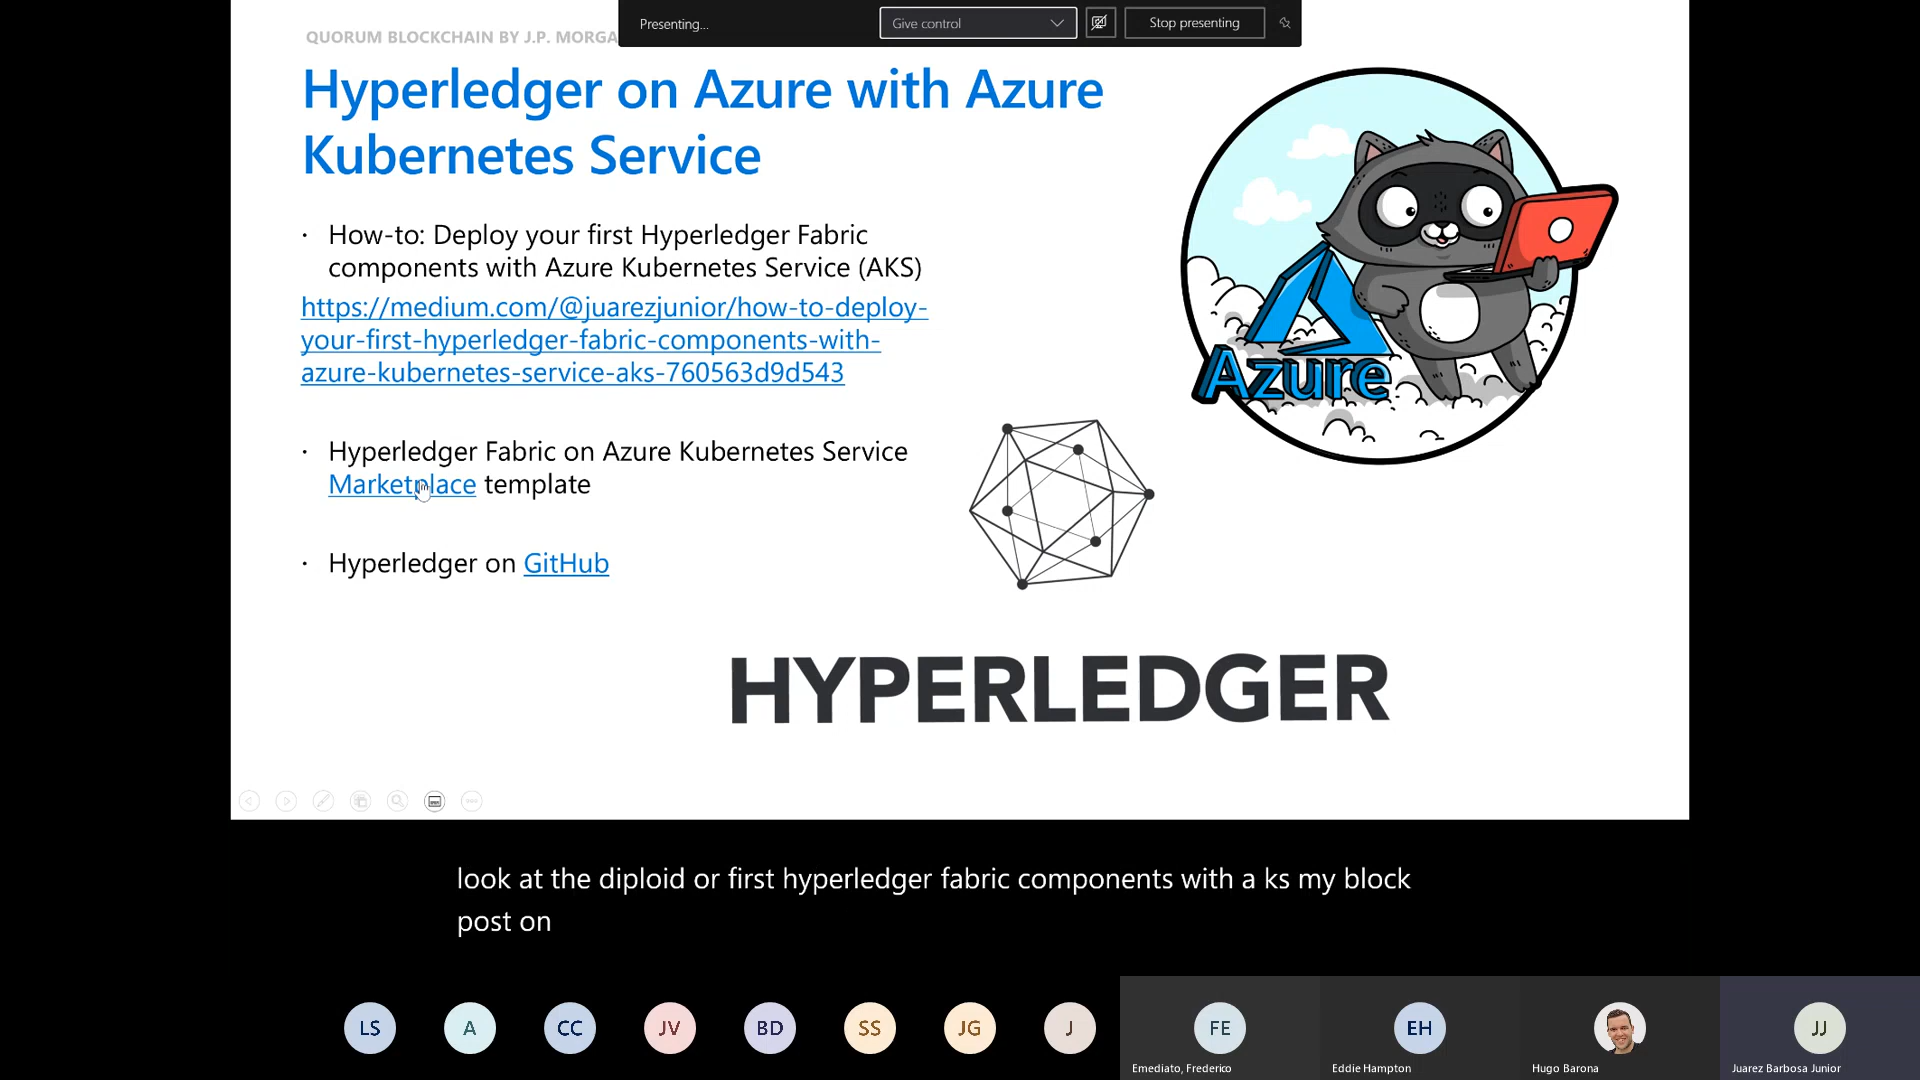 Presenting...
Give control
Stop presenting
QUORUM BLOCKCHAIN BY J.P. MORGA
Hyperledger on Azure with Azure
Kubernetes Service
· How-to: Deploy your first Hyperledger Fabric
components with Azure Kubernetes Service (AKS)
https://medium.com/@juarezjunior/how-to-deploy-
your-first-hyperledger-fabric-components-with-
azure-kubernetes-service-aks-760563d9d543
· Hyperledger Fabric on Azure Kubernetes Service
Marketplace template
· Hyperledger on GitHub
Azure
HYPERLEDGER
look at the diploid or first hyperledger fabric components with a ks my block
post on
LS
A
CC
JV
BD
SS
JG
J
FE
EH
JJ
Emediato, Frederico
Eddie Hampton
Hugo Barona
Juarez Barbosa Junior